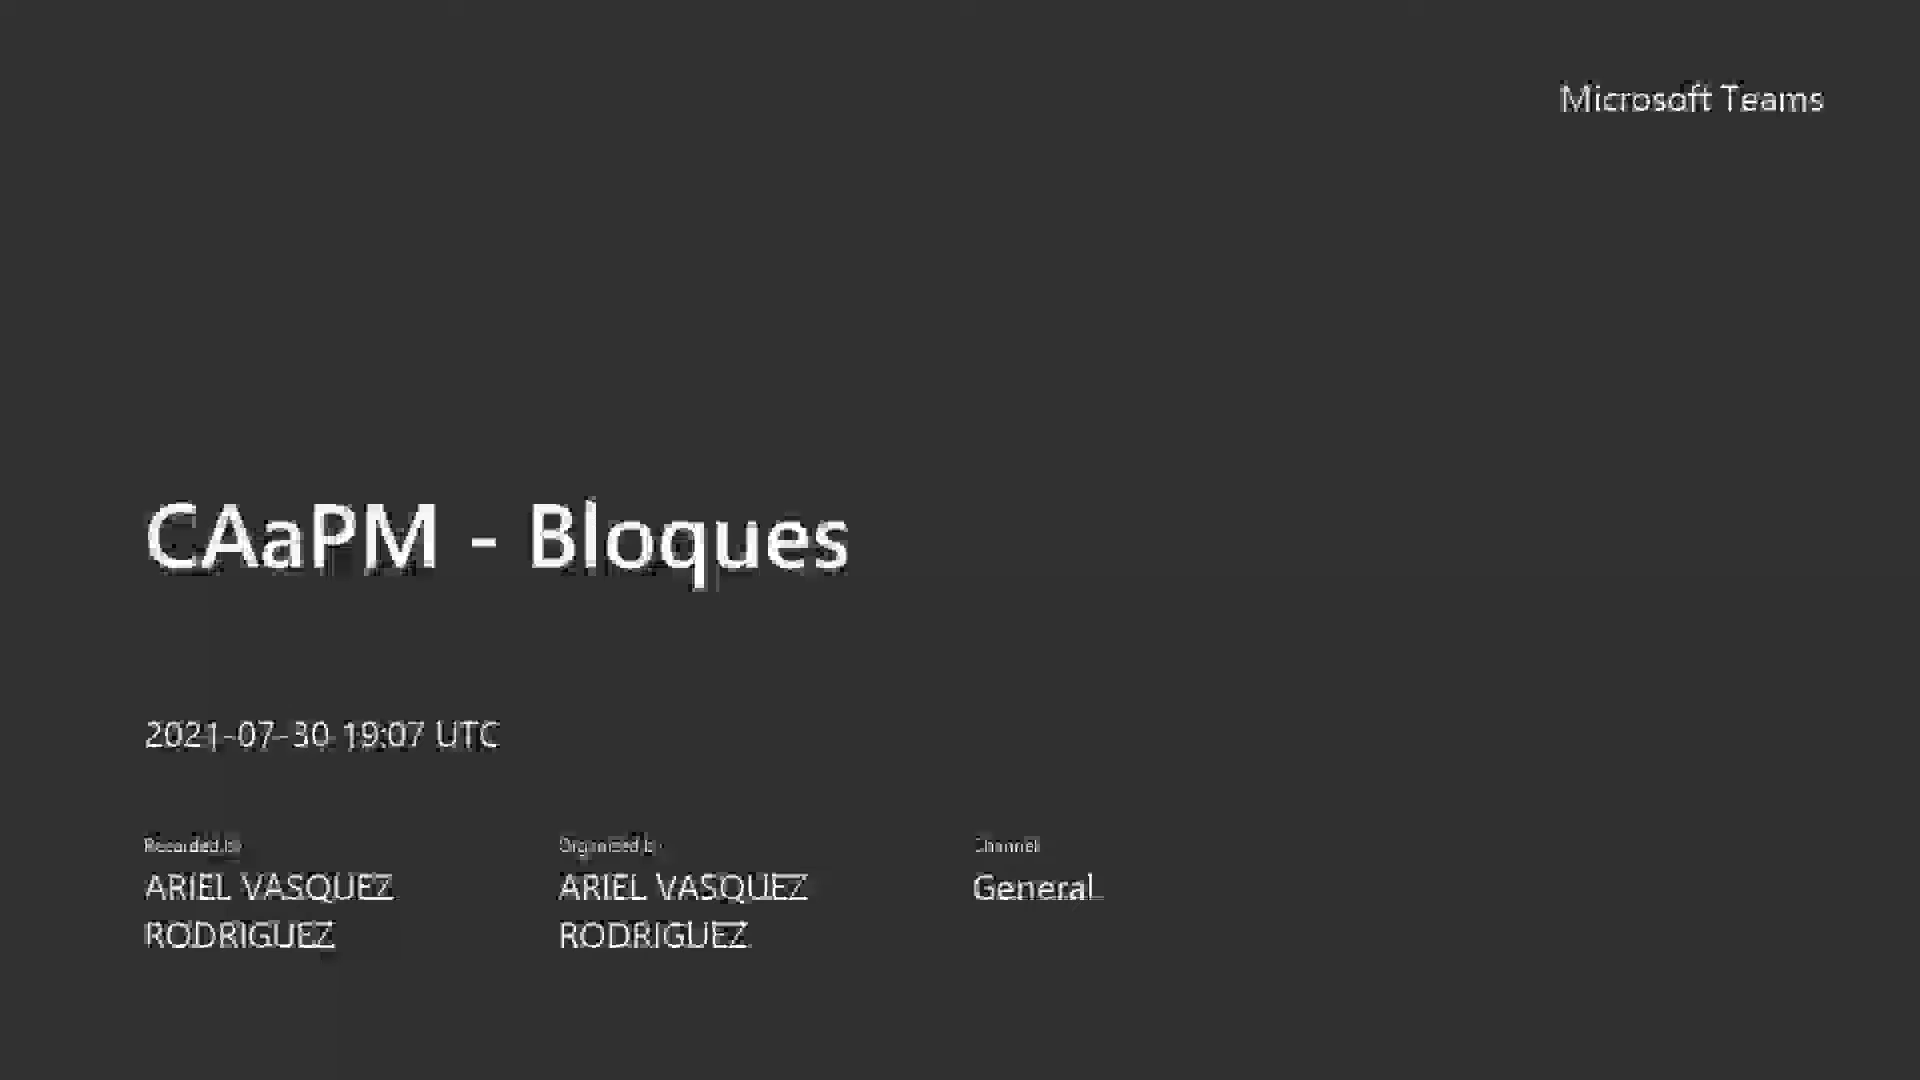 Microsoft Teams
CAaPM - Bloques
2021-07-30 19:07 UTC
Recorded by
Organized by
Channel
ARIEL VASQUEZ
RODRIGUEZ
ARIEL VASQUEZ
RODRIGUEZ
General